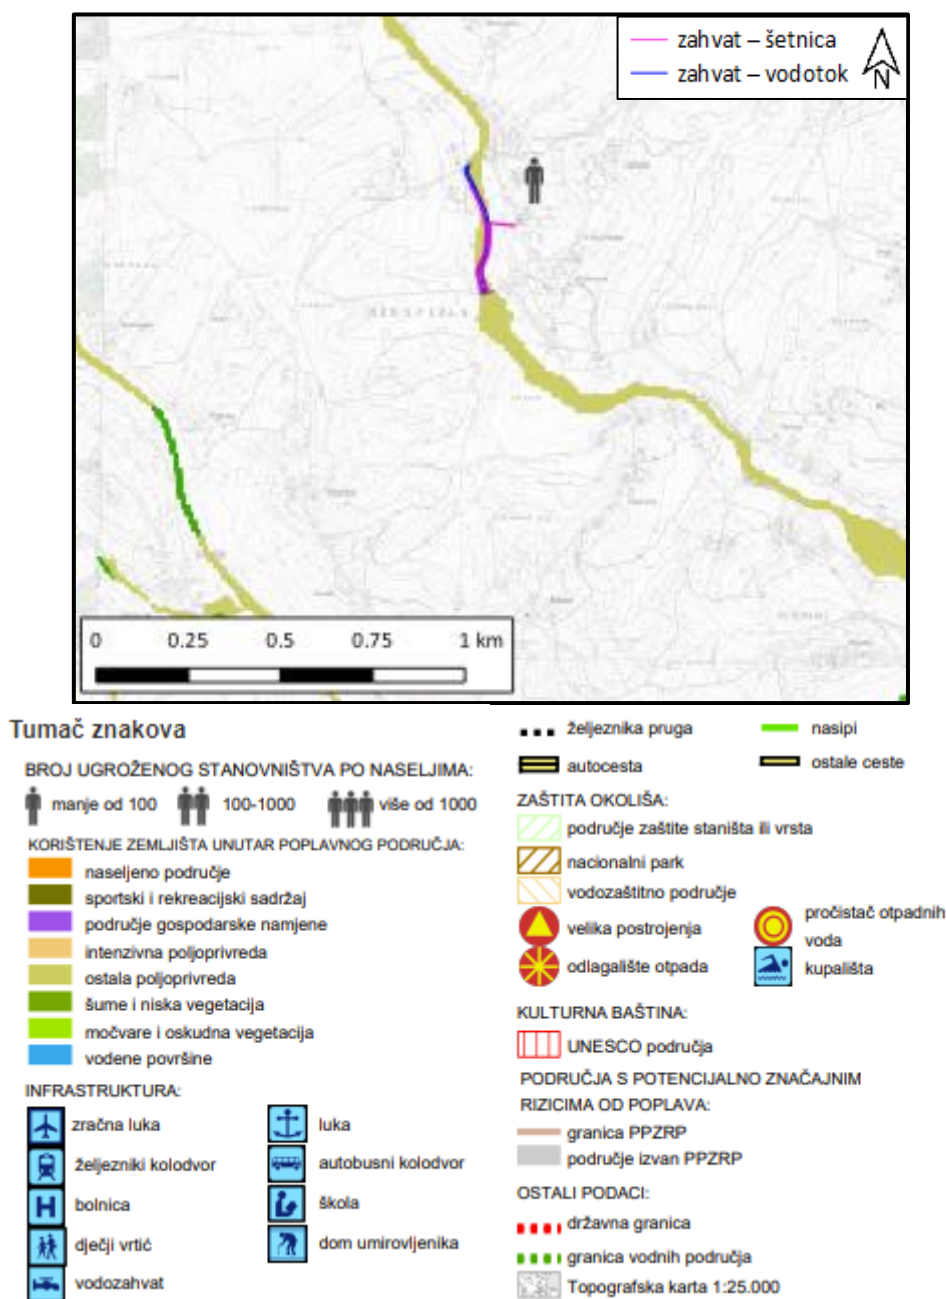 zahvat – šetnica
zahvat – vodotok
N
0 0.25 0.5 0.75 1 km
Tumač znakova
BROJ UGROŽENOG STANOVNIŠTVA PO NASELJIMA:
manje od 100
100-1000
više od 1000
KORIŠTENJE ZEMLJIŠTA UNUTAR POPLAVNOG PODRUČJA:
naseljeno područje
sportski i rekreacijski sadržaj
područje gospodarske namjene
intenzivna poljoprivreda
ostala poljoprivreda
šume i niska vegetacija
močvare i oskudna vegetacija
vodene površine
INFRASTRUKTURA:
zračna luka
luka
željezniki kolodvor
autobusni kolodvor
H
bolnica
škola
dječji vrtić
dom umirovljenika
vodozahvat
željeznika pruga
nasipi
autocesta
ostale ceste
ZAŠTITA OKOLIŠA:
područje zaštite staništa ili vrsta
nacionalni park
vodozaštitno područje
velika postrojenja
pročistač otpadnih
voda
odlagalište otpada
kupališta
KULTURNA BAŠTINA:
UNESCO područja
PODRUČJA S POTENCIJALNO ZNAČAJNIM
RIZICIMA OD POPLAVA:
granica PPZRP
područje izvan PPZRP
OSTALI PODACI:
državna granica
granica vodnih područja
Topografska karta 1:25.000